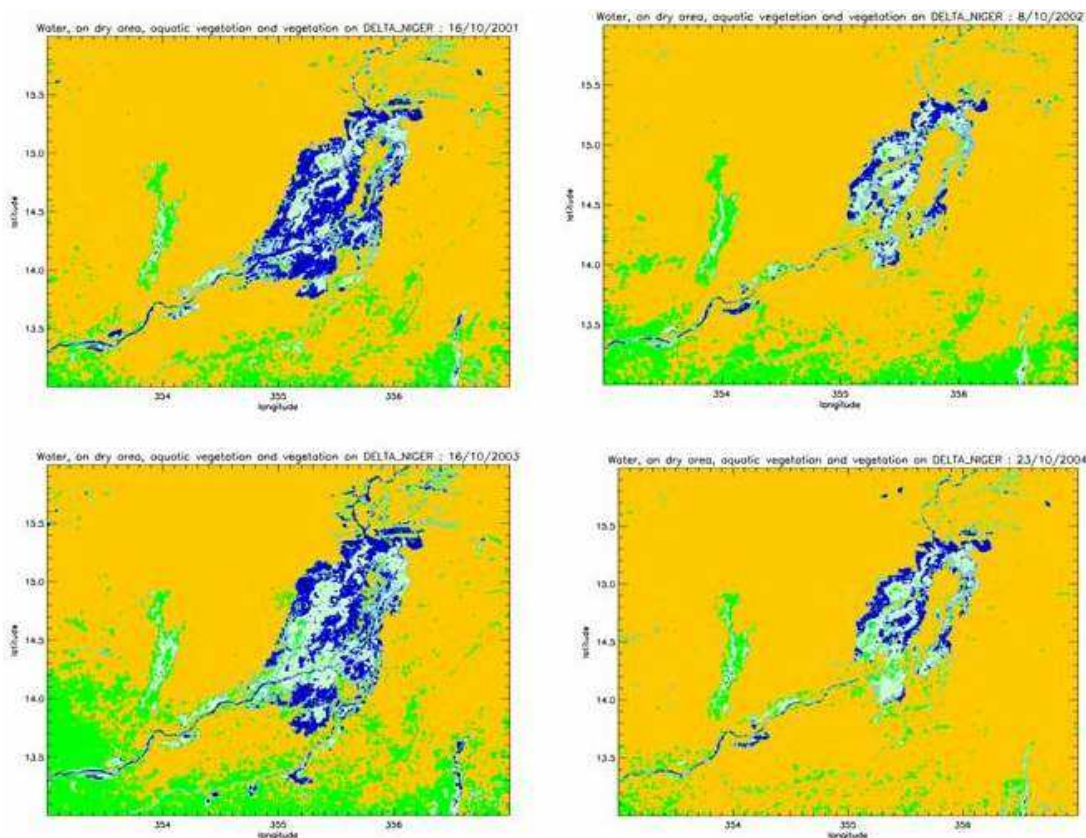 Water, on dry area, aquatic vegetation and vegetation on DELTA_NIGER : 16/10/2001
15.5
15.0
14.5
14.0
13.5
latitude
354
355
356
longitude
Water, on dry area, aquatic vegetation and vegetation on DELTA_NIGER : 8/10/2002
15.5
15.0
14.5
14.0
13.5
latitude
354
355
356
longitude
Water, on dry area, aquatic vegetation and vegetation on DELTA_NIGER : 16/10/2003
15.5
15.0
14.5
14.0
13.5
latitude
354
355
356
longitude
Water, on dry area, aquatic vegetation and vegetation on DELTA_NIGER : 23/10/2004
15.5
15.0
14.5
14.0
13.5
latitude
354
355
356
longitude